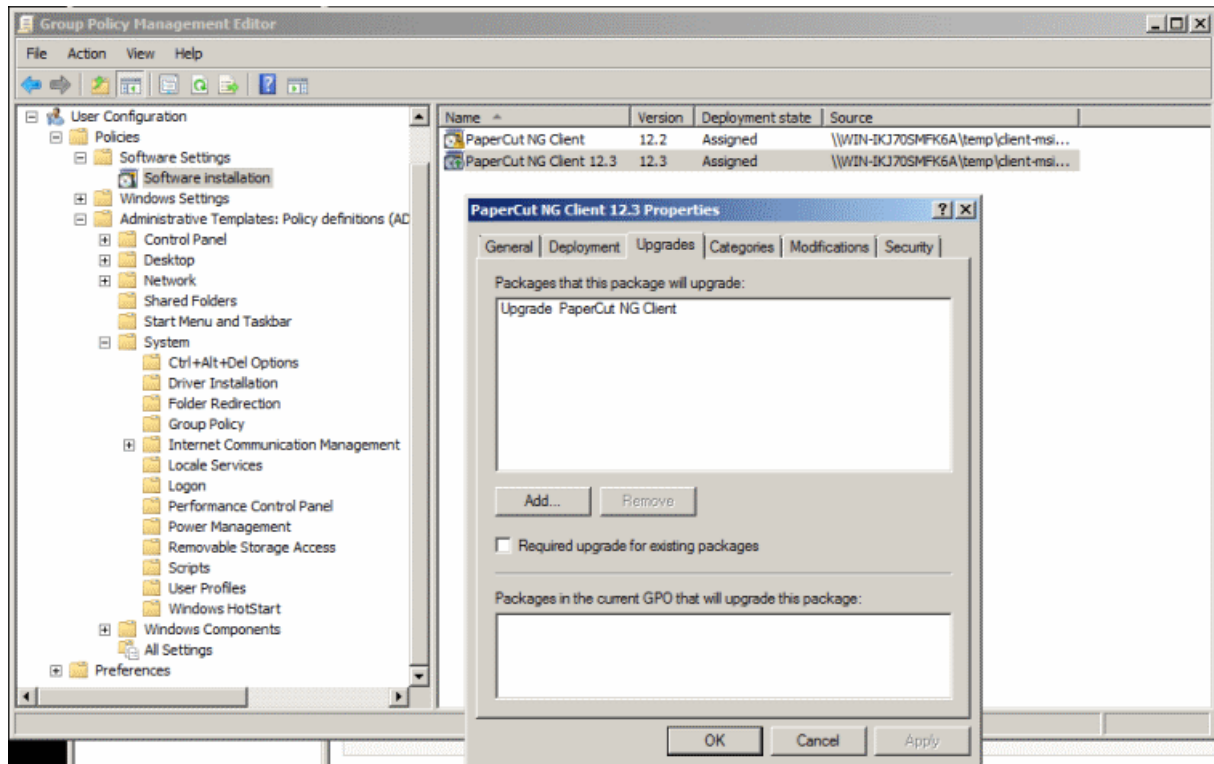 Group Policy Management Editor
File Action View Help
User Configuration
Policies
Software Settings
Software installation
Windows Settings
Administrative Templates: Policy definitions (AD
Control Panel
Desktop
Network
Shared Folders
Start Menu and Taskbar
System
Ctrl+Alt+Del Options
Driver Installation
Folder Redirection
Group Policy
Internet Communication Management
Locale Services
Logon
Performance Control Panel
Power Management
Removable Storage Access
Scripts
User Profiles
Windows HotStart
Windows Components
All Settings
Preferences
Name Version Deployment state Source
PaperCut NG Client 12.2 Assigned \\WIN-IKJ70SMFK6A\temp\client-msi...
PaperCut NG Client 12.3 12.3 Assigned \\WIN-IKJ70SMFK6A\temp\client-msi...
PaperCut NG Client 12.3 Properties
General Deployment Upgrades Categories Modifications Security
Packages that this package will upgrade:
Upgrade PaperCut NG Client
Add... Remove
Required upgrade for existing packages
Packages in the current GPO that will upgrade this package:
OK Cancel Apply